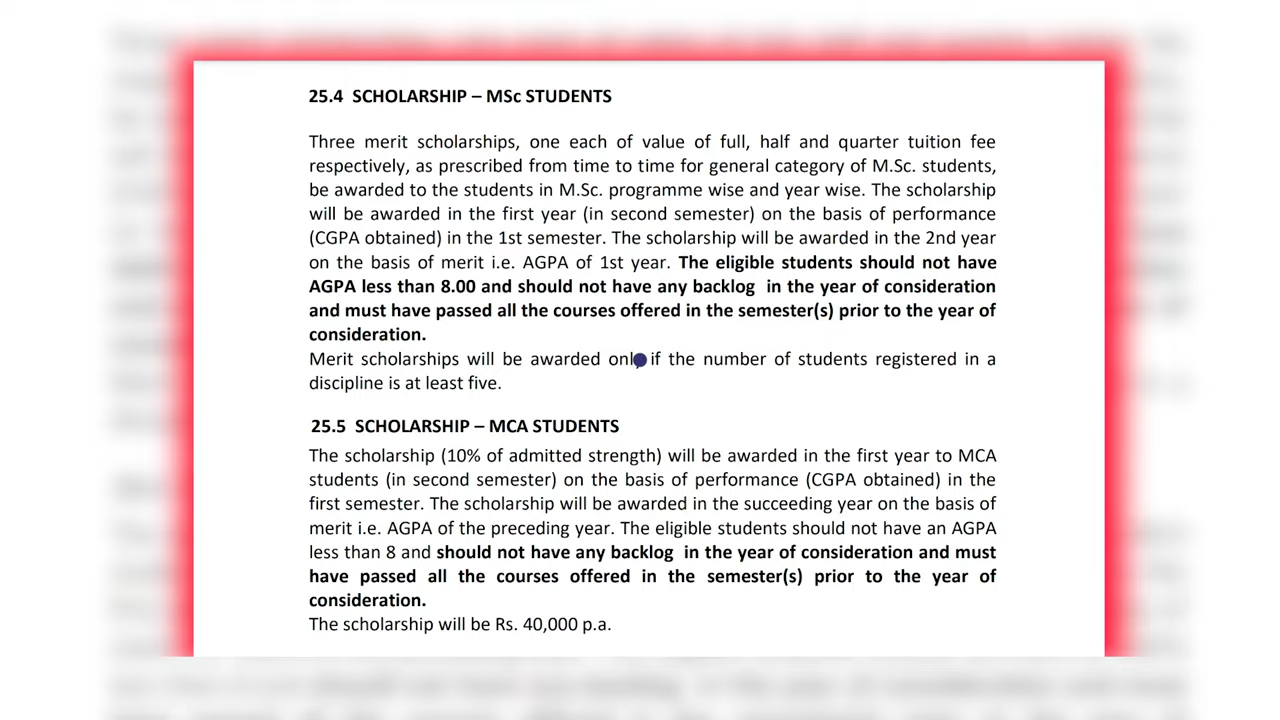 25.4 SCHOLARSHIP – MSc STUDENTS
Three merit scholarships, one each of value of full, half and quarter tuition fee
respectively, as prescribed from time to time for general category of M.Sc. students,
be awarded to the students in M.Sc. programme wise and year wise. The scholarship
will be awarded in the first year (in second semester) on the basis of performance
(CGPA obtained) in the 1st semester. The scholarship will be awarded in the 2nd year
on the basis of merit i.e. AGPA of 1st year. The eligible students should not have
AGPA less than 8.00 and should not have any backlog in the year of consideration
and must have passed all the courses offered in the semester(s) prior to the year of
consideration.
Merit scholarships will be awarded only if the number of students registered in a
discipline is at least five.
25.5 SCHOLARSHIP – MCA STUDENTS
The scholarship (10% of admitted strength) will be awarded in the first year to MCA
students (in second semester) on the basis of performance (CGPA obtained) in the
first semester. The scholarship will be awarded in the succeeding year on the basis of
merit i.e. AGPA of the preceding year. The eligible students should not have an AGPA
less than 8 and should not have any backlog in the year of consideration and must
have passed all the courses offered in the semester(s) prior to the year of
consideration.
The scholarship will be Rs. 40,000 p.a.